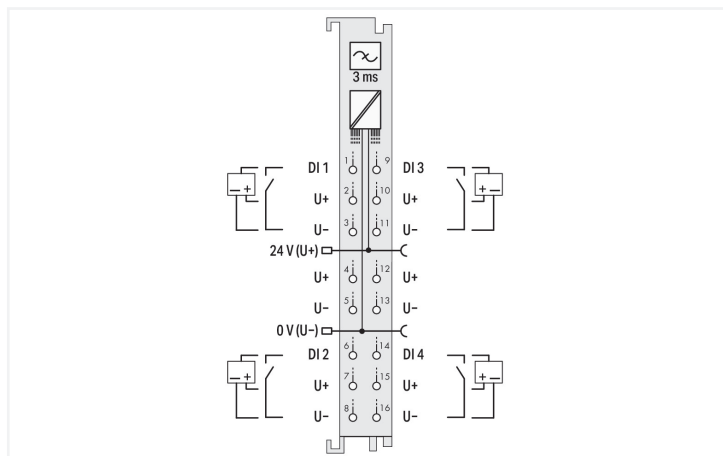 3 ms
DI 1 1 9 DI 3
− + + −
U+ 2 10 U+
U− 3 11 U−
24 V (U+)
U+ 4 12 U+
U− 5 13 U−
0 V (U−)
DI 2 6 14 DI 4
− + + −
U+ 7 15 U+
U− 8 16 U−